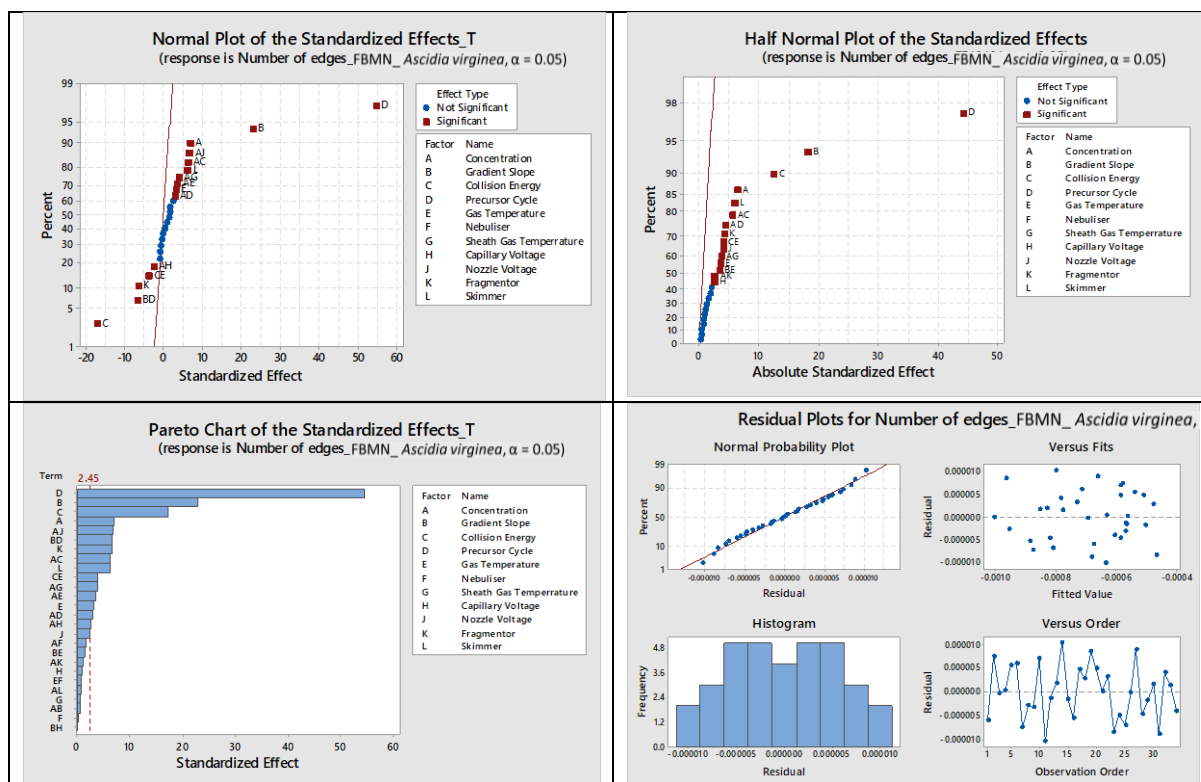 Normal Plot of the Standardized Effects_T
(response is Number of edges_FBMN_ Ascidia virginea, α = 0.05)
99
95
90
80
70
60
50
40
30
20
10
5
1
Percent
D
B
A
AJ
AC
L
AG
AE
E
AD
AH
CE
K
BD
C
-20 -10 0 10 20 30 40 50 60
Standardized Effect
Effect Type
Not Significant
Significant
Factor Name
A Concentration
B Gradient Slope
C Collision Energy
D Precursor Cycle
E Gas Temperature
F Nebuliser
G Sheath Gas Temperrature
H Capillary Voltage
J Nozzle Voltage
K Fragmentor
L Skimmer
Half Normal Plot of the Standardized Effects
(response is Number of edges_FBMN_ Ascidia virginea, α = 0.05)
98
95
90
85
80
70
60
50
40
30
20
10
0
Percent
D
B
C
A
L
AC
AD
K
CE
J
AG
E
BE
AK
H
0 10 20 30 40 50
Absolute Standardized Effect
Effect Type
Not Significant
Significant
Factor Name
A Concentration
B Gradient Slope
C Collision Energy
D Precursor Cycle
E Gas Temperature
F Nebuliser
G Sheath Gas Temperrature
H Capillary Voltage
J Nozzle Voltage
K Fragmentor
L Skimmer
Pareto Chart of the Standardized Effects_T
(response is Number of edges_FBMN_ Ascidia virginea, α = 0.05)
Term
2.45
D
B
C
A
AJ
BD
K
AC
L
CE
AG
AE
E
AD
AH
J
AF
BE
AK
H
EF
AL
G
AB
F
BH
0 10 20 30 40 50 60
Standardized Effect
Factor Name
A Concentration
B Gradient Slope
C Collision Energy
D Precursor Cycle
E Gas Temperature
F Nebuliser
G Sheath Gas Temperrature
H Capillary Voltage
J Nozzle Voltage
K Fragmentor
L Skimmer
Residual Plots for Number of edges_FBMN_ Ascidia virginea,
Normal Probability Plot
99
90
50
10
1
Percent
-0.000010 -0.000005 0.000000 0.000005 0.000010
Residual
Versus Fits
0.000010
0.000005
0.000000
-0.000005
-0.000010
Residual
-0.0010 -0.0008 -0.0006 -0.0004
Fitted Value
Histogram
4.8
3.6
2.4
1.2
0.0
Frequency
-0.000010 -0.000005 0.000000 0.000005 0.000010
Residual
Versus Order
0.000010
0.000005
0.000000
-0.000005
-0.000010
Residual
1 5 10 15 20 25 30
Observation Order